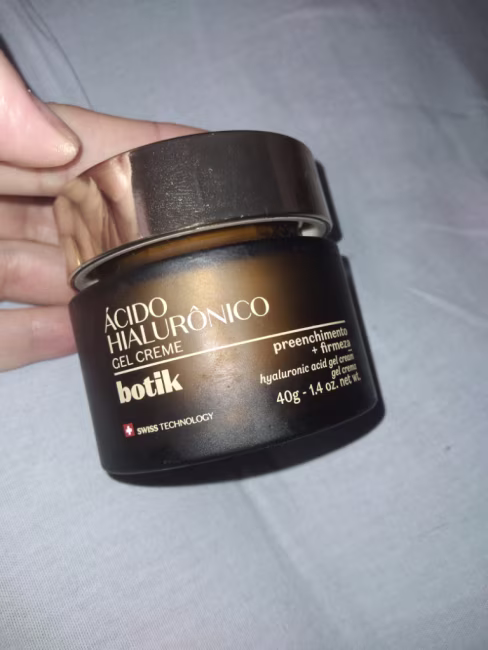 ÁCIDO
HIALURÔNICO
GEL CREME
preenchimento
+ firmeza
botik
hyaluronic acid gel cream
gel crema
40g - 1.4 oz. net wt.
SWISS TECHNOLOGY